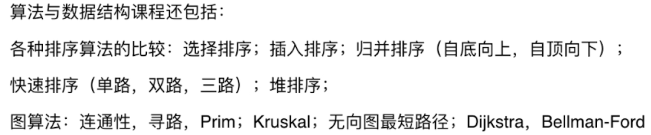 算法与数据结构课程还包括：
各种排序算法的比较：选择排序；插入排序；归并排序（自底向上，自顶向下）；
快速排序（单路，双路，三路）；堆排序；
图算法：连通性，寻路，Prim；Kruskal；无向图最短路径；Dijkstra，Bellman-Ford